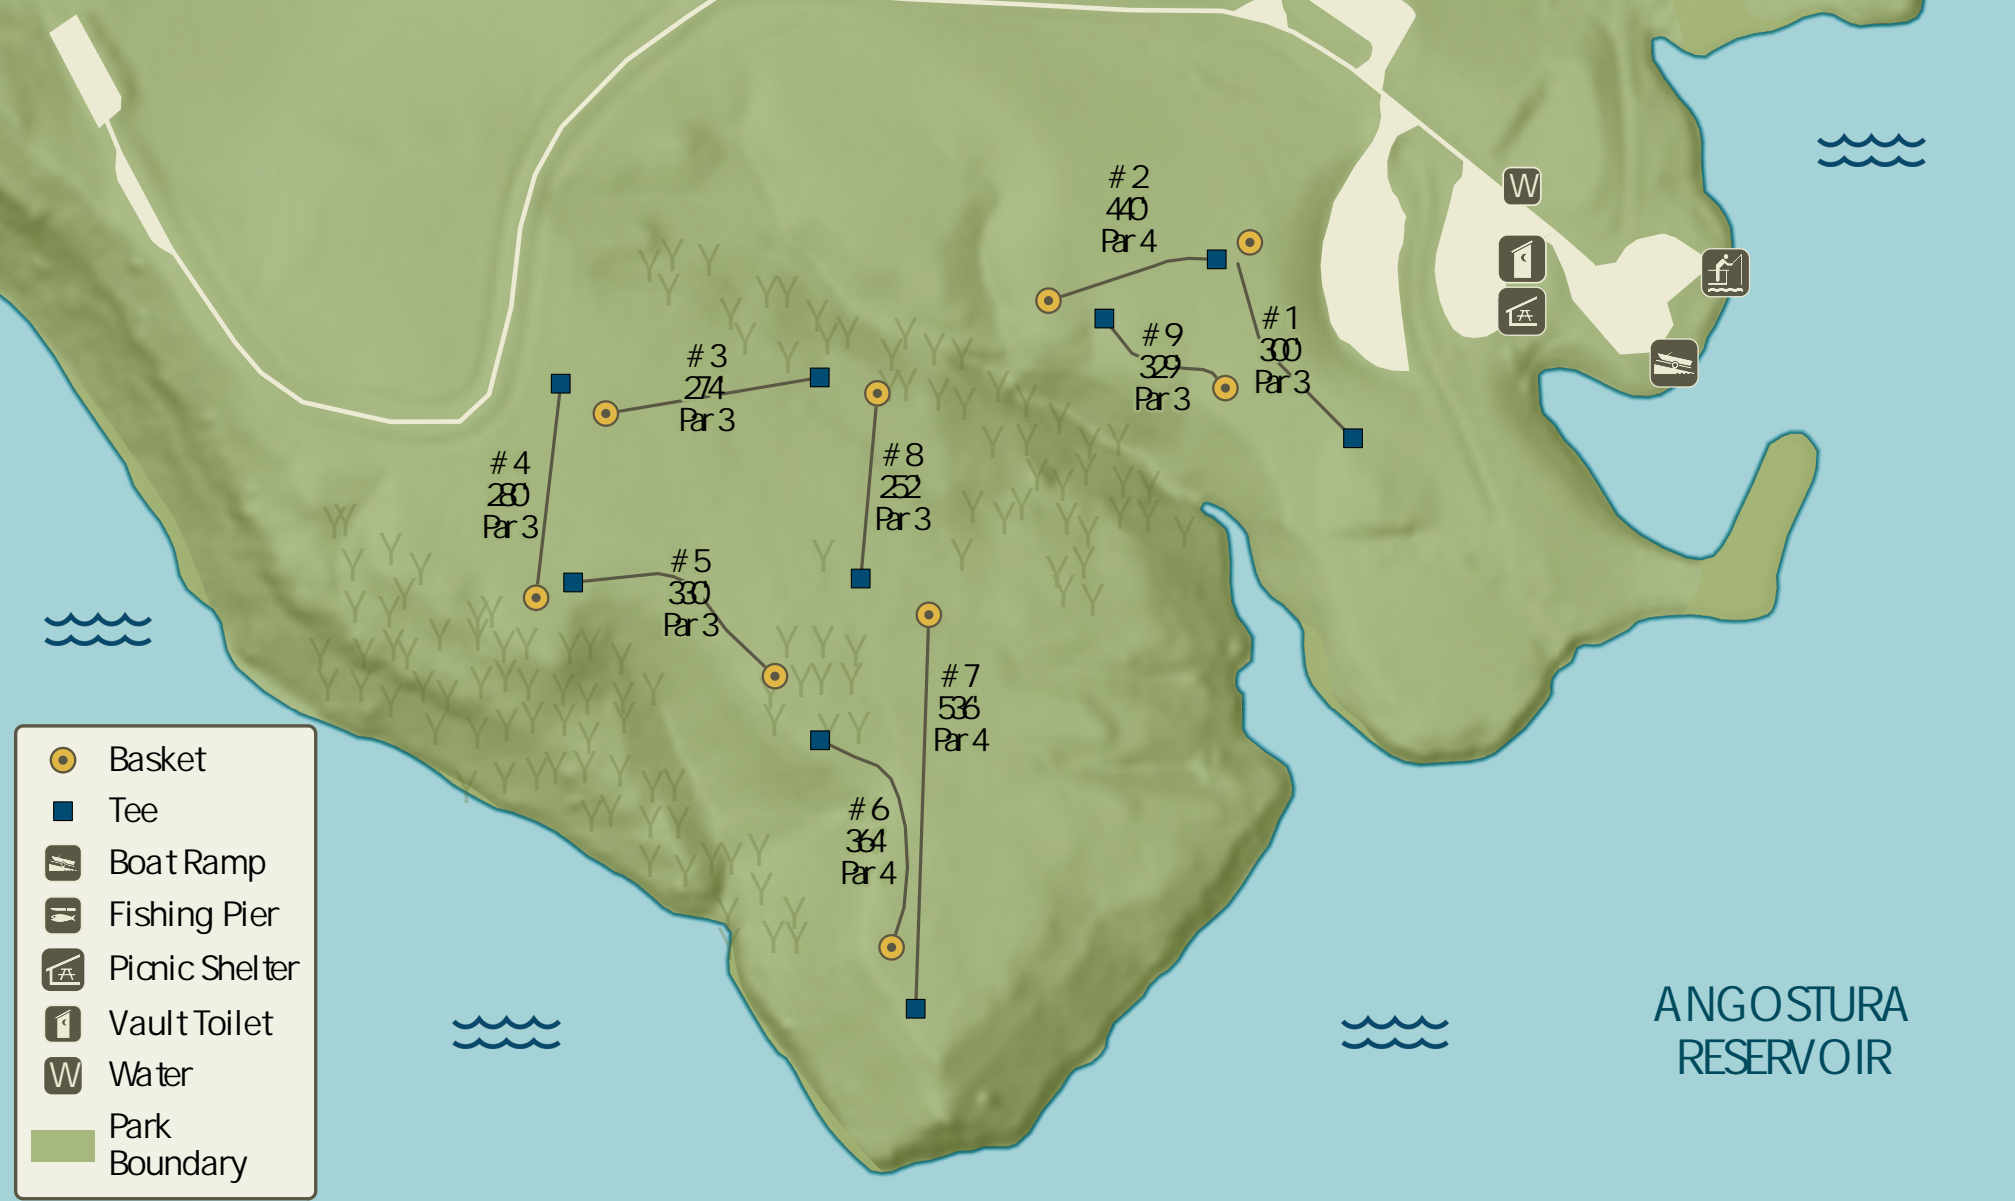 # 2
440'
Par 4
# 1
300'
Par 3
# 9
329'
Par 3
# 3
274'
Par 3
# 8
252'
Par 3
# 4
280'
Par 3
# 5
330'
Par 3
# 7
536'
Par 4
# 6
364'
Par 4
W
Basket
Tee
Boat Ramp
Fishing Pier
Picnic Shelter
Vault Toilet
W Water
Park
Boundary
ANGOSTURA
RESERVOIR